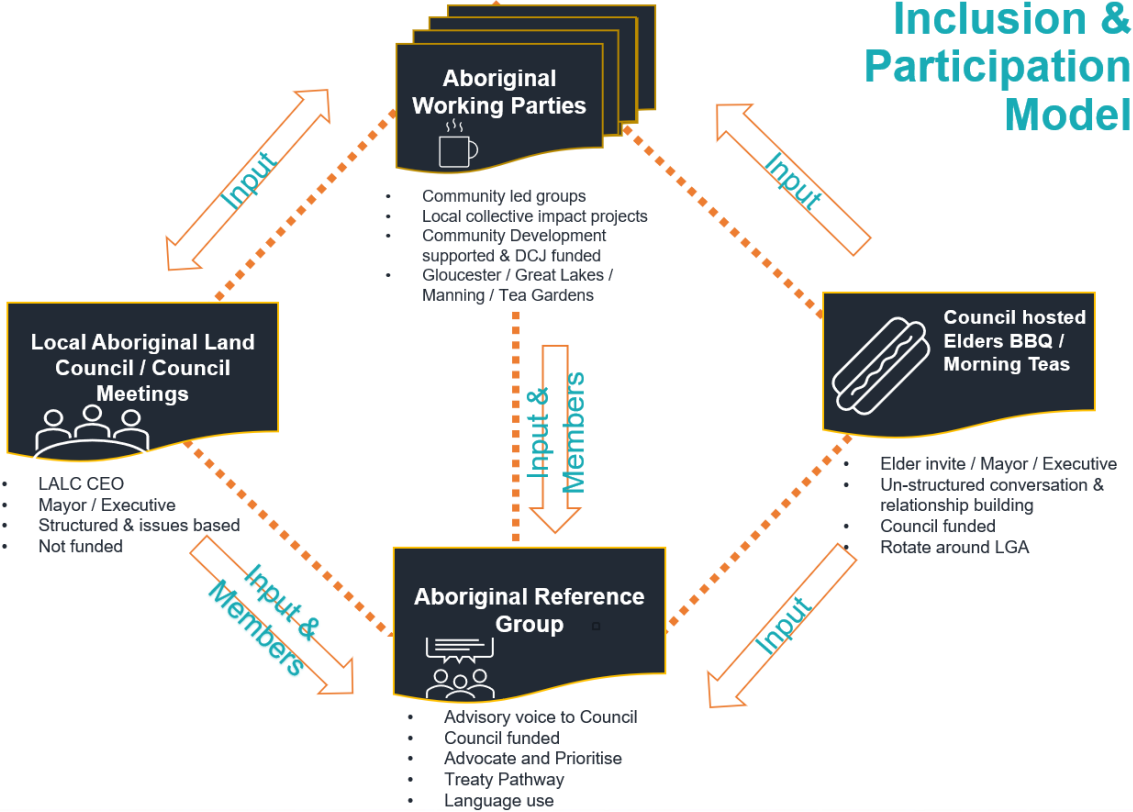 Inclusion &
Participation
Model
Aboriginal
Working Parties
Input
Input
• Community led groups
• Local collective impact projects
• Community Development
supported & DCJ funded
• Gloucester / Great Lakes /
Manning / Tea Gardens
Local Aboriginal Land
Council / Council
Meetings
Council hosted
Elders BBQ /
Morning Teas
Input &
Members
• LALC CEO
• Mayor / Executive
• Structured & issues based
• Not funded
• Elder invite / Mayor / Executive
• Un-structured conversation &
relationship building
• Council funded
• Rotate around LGA
Input &
Members
Input
Aboriginal Reference
Group
• Advisory voice to Council
• Council funded
• Advocate and Prioritise
• Treaty Pathway
• Language use